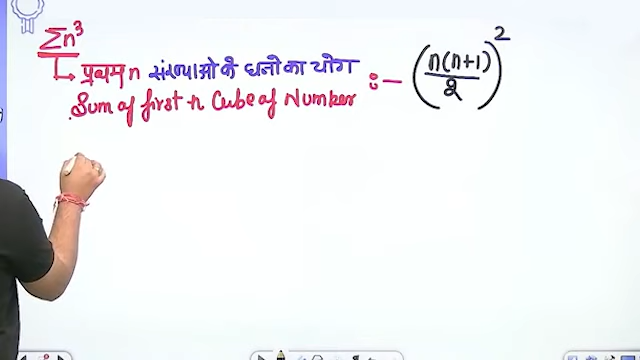 Σn³
प्रथम n संख्याओ के घनो का योग :- (n(n+1)/2)²
Sum of first n Cube of Number